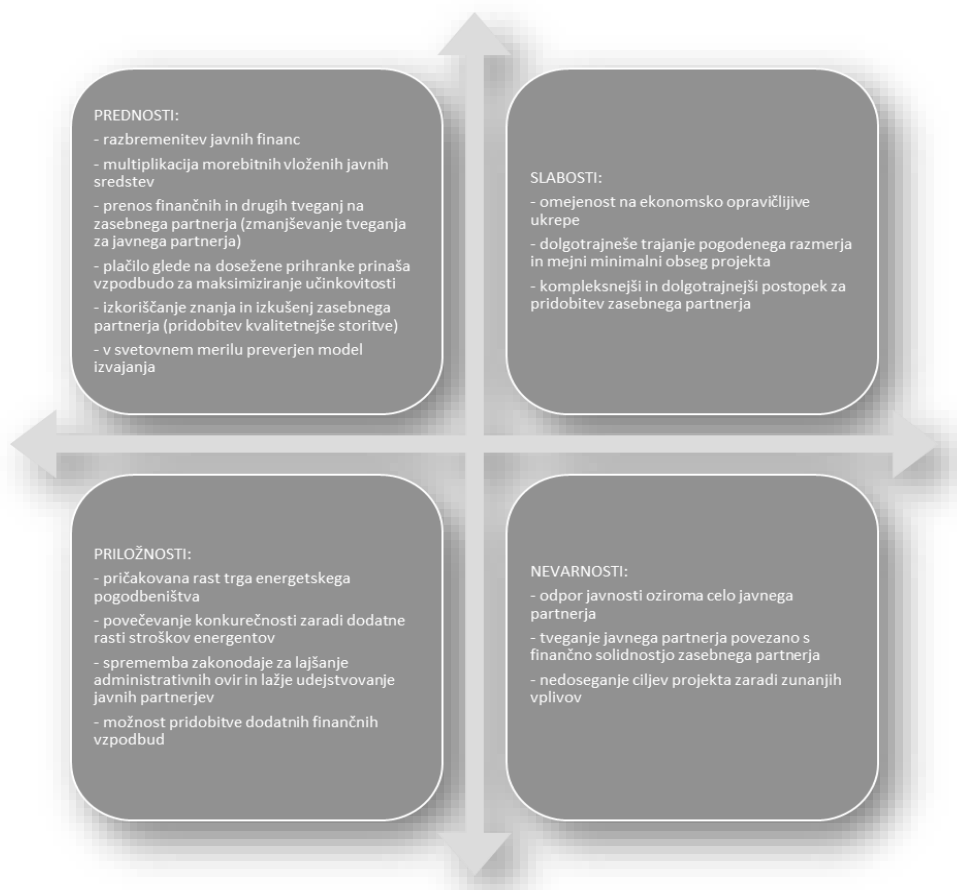 PREDNOSTI:
- razbremenitev javnih financ
- multiplikacija morebitnih vloženih javnih
sredstev
- prenos finančnih in drugih tveganj na
zasebnega partnerja (zmanjševanje tveganja
za javnega partnerja)
- plačilo glede na dosežene prihranke prinaša
vzpodbudo za maksimiziranje učinkovitosti
- izkoriščanje znanja in izkušenj zasebnega
partnerja (pridobitev kvalitetnejše storitve)
- v svetovnem merilu preverjen model
izvajanja
SLABOSTI:
- omejenost na ekonomsko opravičljive
ukrepe
- dolgotrajneše trajanje pogodenega razmerja
in mejni minimalni obseg projekta
- kompleksnejši in dolgotrajnejši postopek za
pridobitev zasebnega partnerja
PRILOŽNOSTI:
- pričakovana rast trga energetskega
pogodbeništva
- povečevanje konkurečnosti zaradi dodatne
rasti stroškov energentov
- sprememba zakonodaje za lajšanje
administrativnih ovir in lažje udejstvovanje
javnih partnerjev
- možnost pridobitve dodatnih finančnih
vzpodbud
NEVARNOSTI:
- odpor javnosti oziroma celo javnega
partnerja
- tveganje javnega partnerja povezano s
finančno solidnostjo zasebnega partnerja
- nedoseganje ciljev projekta zaradi zunanjih
vplivov